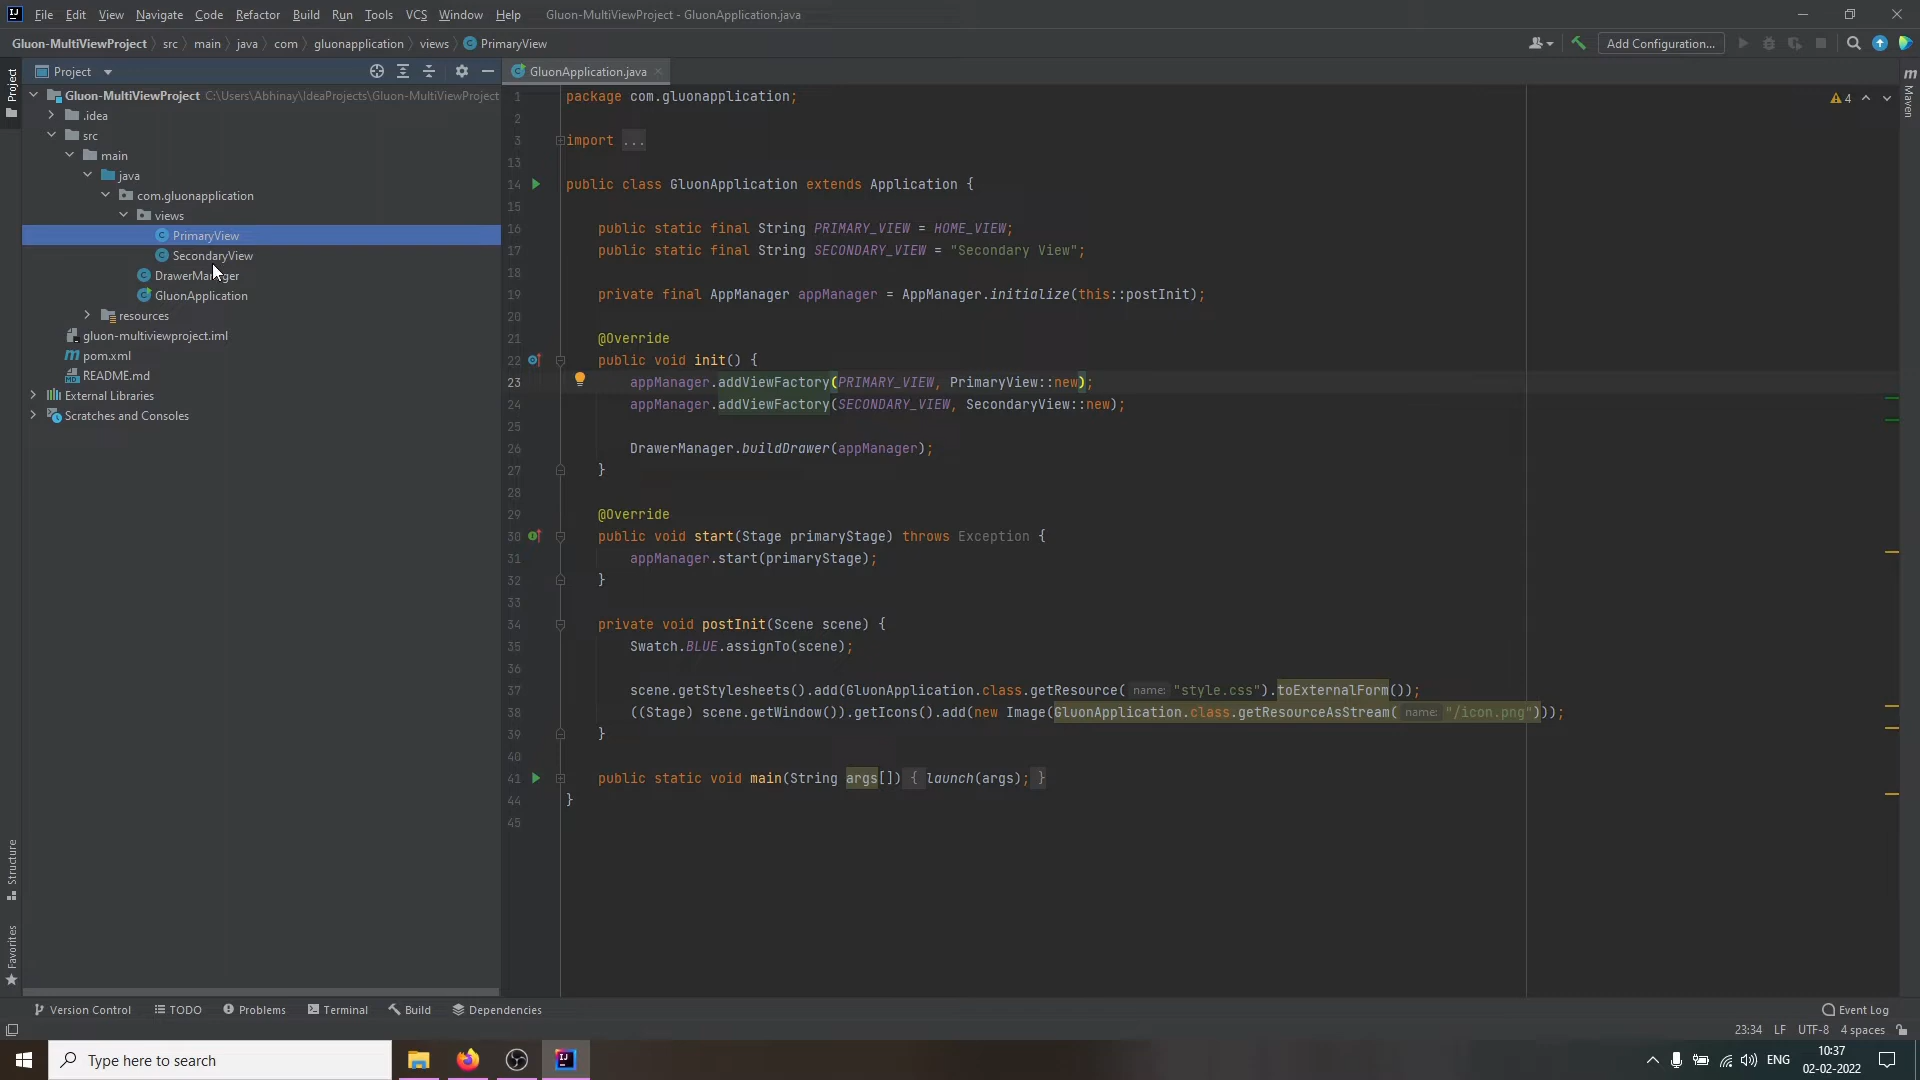 File Edit View Navigate Code Refactor Build Run Tools VCS Window Help Gluon-MultiViewProject - GluonApplication.java
Gluon-MultiViewProject src main java com gluonapplication views PrimaryView Add Configuration...
Project
Project
Gluon-MultiViewProject C:\Users\Abhinay\IdeaProjects\Gluon-MultiViewProject
.idea
src
main
java
com.gluonapplication
views
PrimaryView
SecondaryView
DrawerManager
GluonApplication
resources
gluon-multiviewproject.iml
pom.xml
README.md
External Libraries
Scratches and Consoles
Structure
Favorites
GluonApplication.java
4
Maven
1 package com.gluonapplication;
2
3 import ...
13
14 public class GluonApplication extends Application {
15
16 public static final String PRIMARY_VIEW = HOME_VIEW;
17 public static final String SECONDARY_VIEW = "Secondary View";
18
19 private final AppManager appManager = AppManager.initialize(this::postInit);
20
21 @Override
22 public void init() {
23 appManager.addViewFactory(PRIMARY_VIEW, PrimaryView::new);
24 appManager.addViewFactory(SECONDARY_VIEW, SecondaryView::new);
25
26 DrawerManager.buildDrawer(appManager);
27 }
28
29 @Override
30 public void start(Stage primaryStage) throws Exception {
31 appManager.start(primaryStage);
32 }
33
34 private void postInit(Scene scene) {
35 Swatch.BLUE.assignTo(scene);
36
37 scene.getStylesheets().add(GluonApplication.class.getResource( name: "style.css").toExternalForm());
38 ((Stage) scene.getWindow()).getIcons().add(new Image(GluonApplication.class.getResourceAsStream( name: "/icon.png")));
39 }
40
41 public static void main(String args[]) { launch(args); }
44 }
45
Version Control TODO Problems Terminal Build Dependencies Event Log
23:34 LF UTF-8 4 spaces
Type here to search
ENG
10:37
02-02-2022